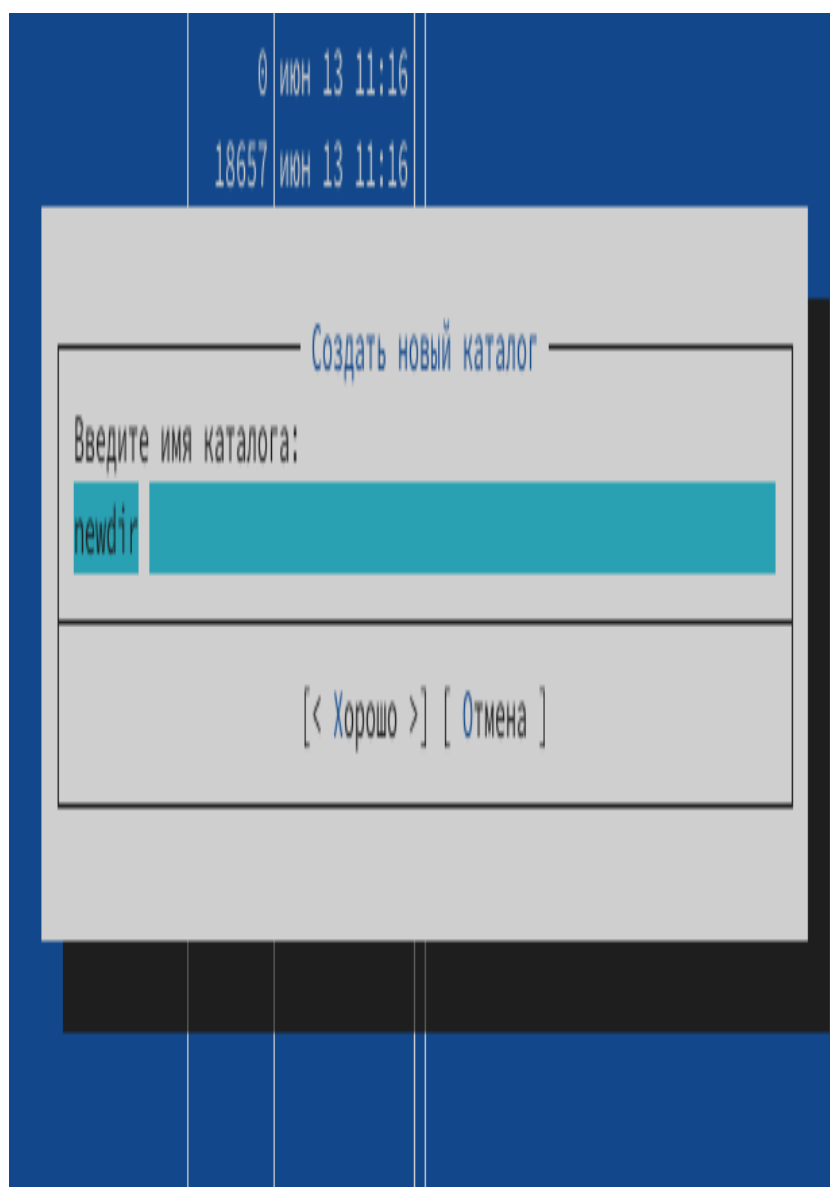 0 июн 13 11:16
18657 июн 13 11:16
Создать новый каталог
Введите имя каталога:
newdir
[< Хорошо >] [ Отмена ]